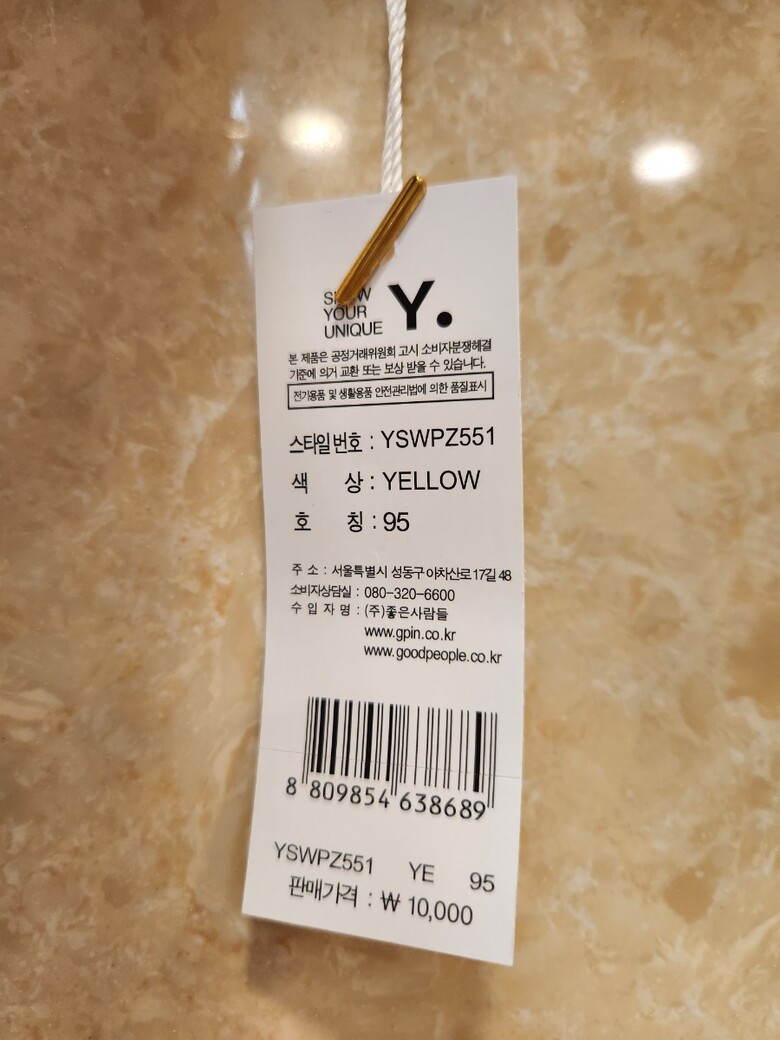 SHOW
YOUR
UNIQUE
Y.
본 제품은 공정거래위원회 고시 소비자분쟁해결
기준에 의거 교환 또는 보상 받을 수 있습니다.
전기용품 및 생활용품 안전관리법에 의한 품질표시
스타일번호 : YSWPZ551
색 상 : YELLOW
호 칭 : 95
주 소 : 서울특별시 성동구 아차산로17길 48
소비자상담실 : 080-320-6600
수 입 자 명 : (주)좋은사람들
www.gpin.co.kr
www.goodpeople.co.kr
8 809854 638689
YSWPZ551 YE 95
판매가격 : ₩ 10,000